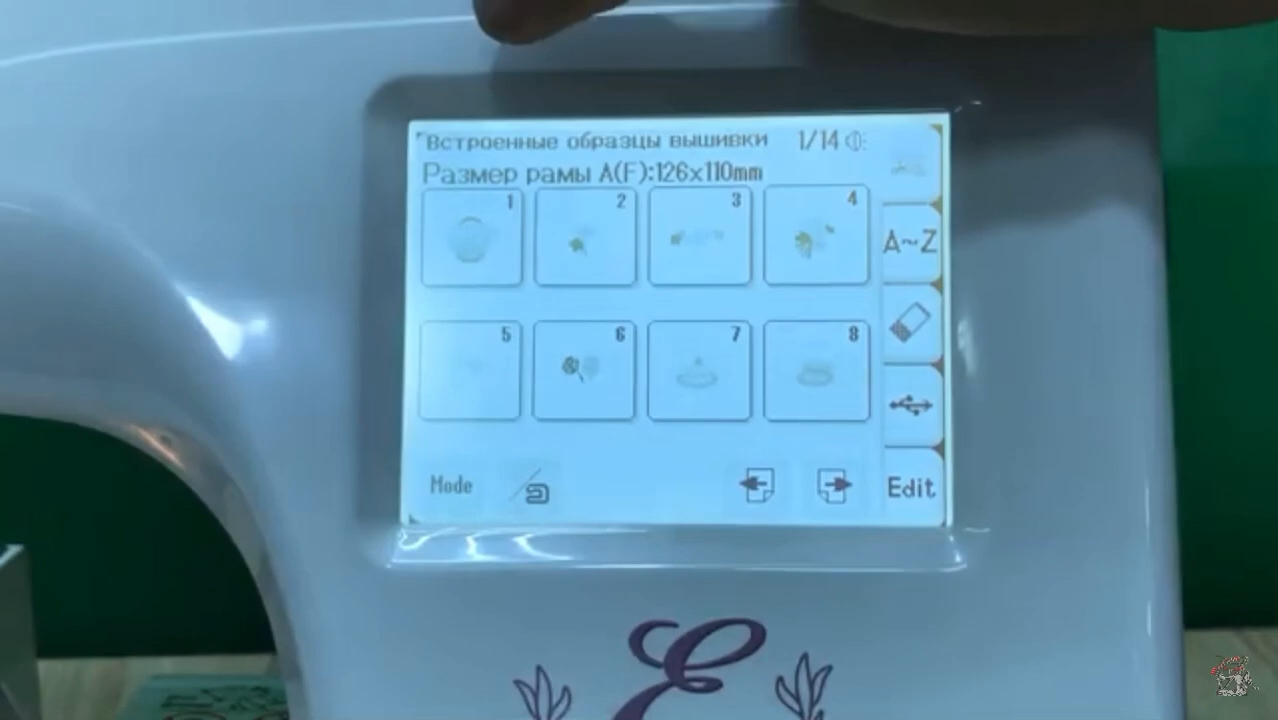 Встроенные образцы вышивки 1/14
Размер рамы A(F):126x110mm
1 2 3 4
A~Z
5 6 7 8
Mode
Edit
E